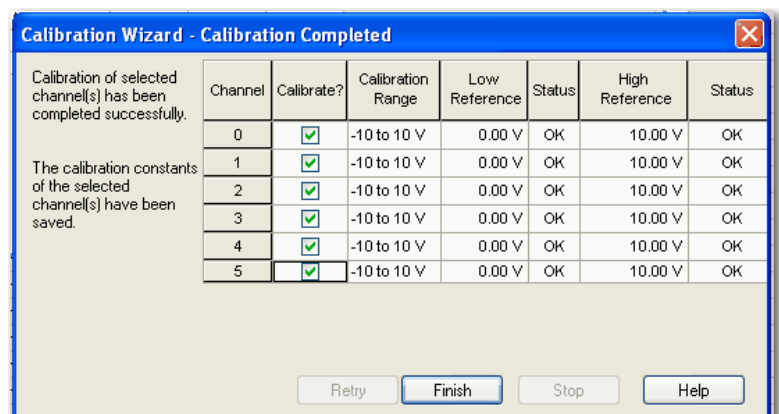 Calibration Wizard - Calibration Completed
Calibration of selected
channel(s) has been
completed successfully.
The calibration constants
of the selected
channel(s) have been
saved.
Channel Calibrate? Calibration Range Low Reference Status High Reference Status
0 -10 to 10 V 0.00 V OK 10.00 V OK
1 -10 to 10 V 0.00 V OK 10.00 V OK
2 -10 to 10 V 0.00 V OK 10.00 V OK
3 -10 to 10 V 0.00 V OK 10.00 V OK
4 -10 to 10 V 0.00 V OK 10.00 V OK
5 -10 to 10 V 0.00 V OK 10.00 V OK
Retry Finish Stop Help